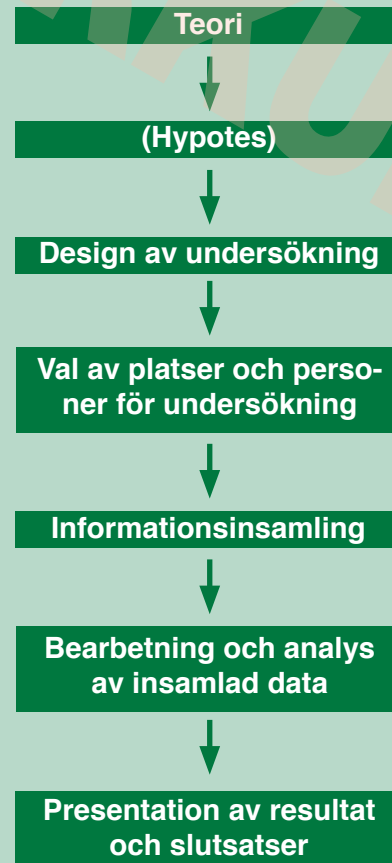 Teori
(Hypotes)
Design av undersökning
Val av platser och perso-
ner för undersökning
Informationsinsamling
Bearbetning och analys
av insamlad data
Presentation av resultat
och slutsatser